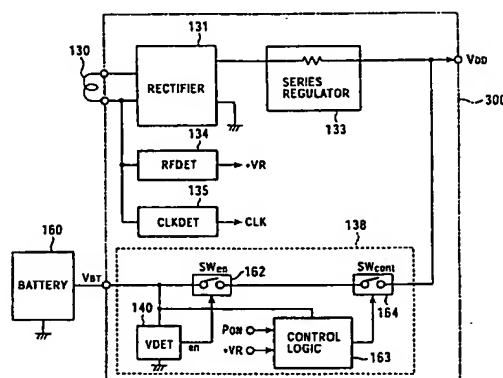 131
130
RECTIFIER
SERIES
REGULATOR
133
VDD
300
134
RFDET
+VR
135
CLKDET
CLK
160
138
BATTERY
VBT
SWen
162
SWcont
164
140
VDET
en
PON
+VR
CONTROL
LOGIC
163